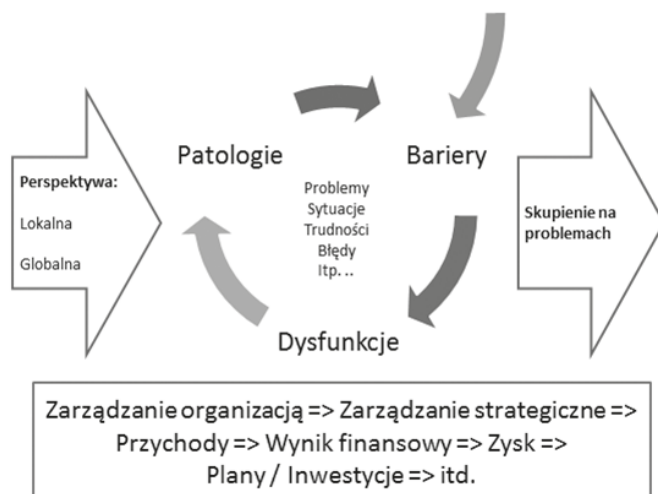 Patologie
Bariery
Perspektywa:
Lokalna
Globalna
Problemy
Sytuacje
Trudności
Błędy
Itp. ..
Skupienie na
problemach
Dysfunkcje
Zarządzanie organizacją => Zarządzanie strategiczne =>
Przychody => Wynik finansowy => Zysk =>
Plany / Inwestycje => itd.